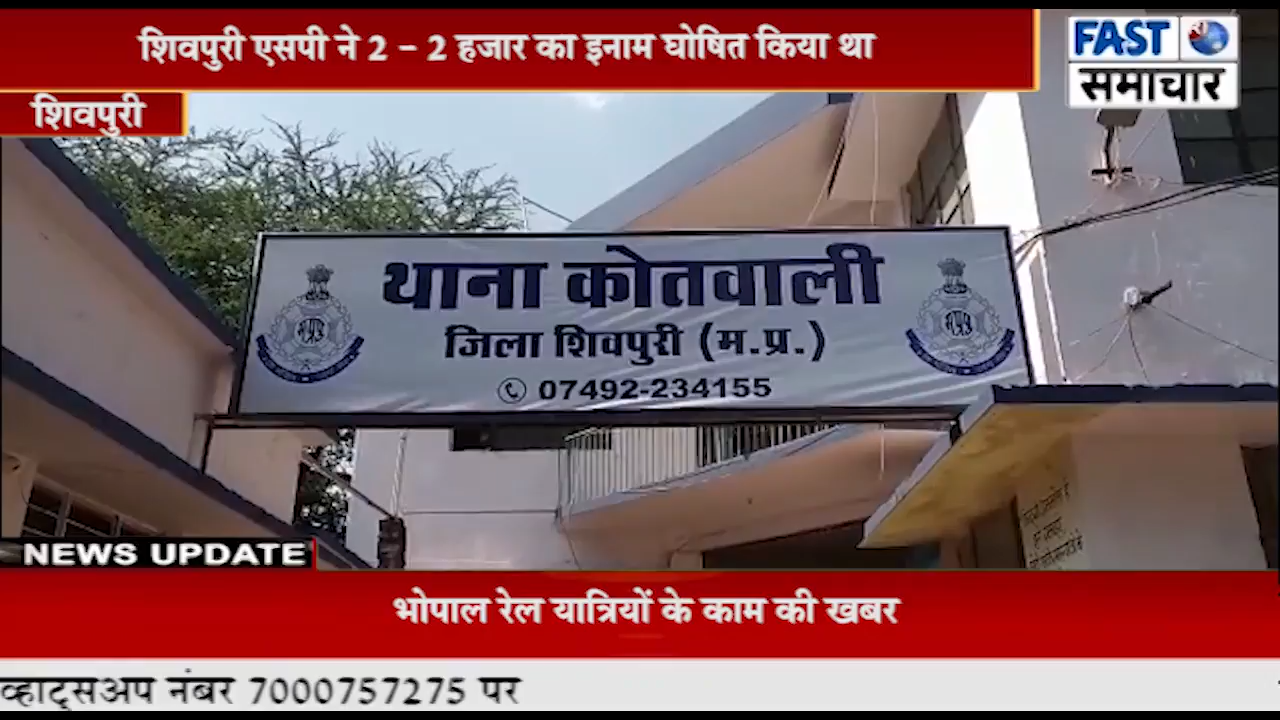 शिवपुरी एसपी ने 2 - 2 हजार का इनाम घोषित किया था
FAST
समाचार
शिवपुरी
थाना कोतवाली
जिला शिवपुरी (म.प्र.)
07492-234155
NEWS UPDATE
भोपाल रेल यात्रियों के काम की खबर
व्हाट्सअप नंबर 7000757275 पर